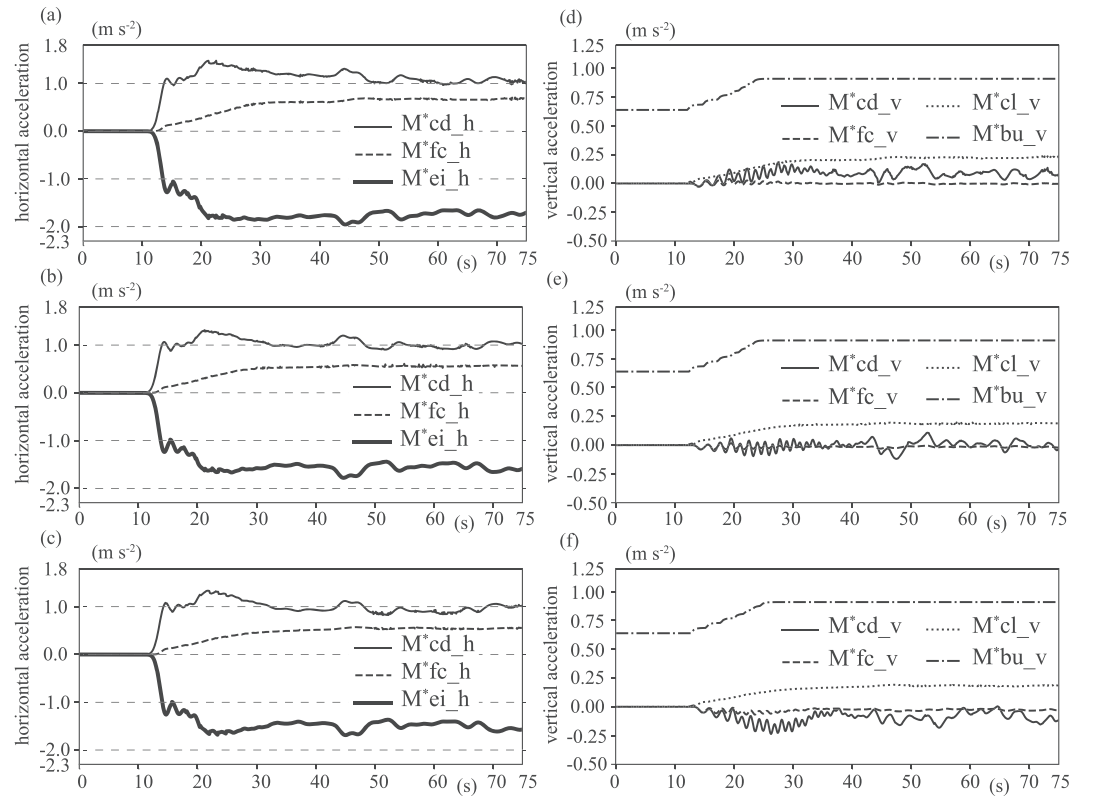 (a)
(m s-2)
horizontal acceleration
1.8
1.0
0.0
-1.0
-2.0
-2.3
M*cd_h
M*fc_h
M*ei_h
0 10 20 30 40 50 60 (s) 70 75
(d)
(m s-2)
vertical acceleration
1.25
1.00
0.75
0.50
0.25
0.00
-0.25
-0.50
M*cd_v M*cl_v
M*fc_v M*bu_v
0 10 20 30 40 50 60 (s) 70 75
(b)
(m s-2)
horizontal acceleration
1.8
1.0
0.0
-1.0
-2.0
-2.3
M*cd_h
M*fc_h
M*ei_h
0 10 20 30 40 50 60 (s) 70 75
(e)
(m s-2)
vertical acceleration
1.25
1.00
0.75
0.50
0.25
0.00
-0.25
-0.50
M*cd_v M*cl_v
M*fc_v M*bu_v
0 10 20 30 40 50 60 (s) 70 75
(c)
(m s-2)
horizontal acceleration
1.8
1.0
0.0
-1.0
-2.0
-2.3
M*cd_h
M*fc_h
M*ei_h
0 10 20 30 40 50 60 (s) 70 75
(f)
(m s-2)
vertical acceleration
1.25
1.00
0.75
0.50
0.25
0.00
-0.25
-0.50
M*cd_v M*cl_v
M*fc_v M*bu_v
0 10 20 30 40 50 60 (s) 70 75